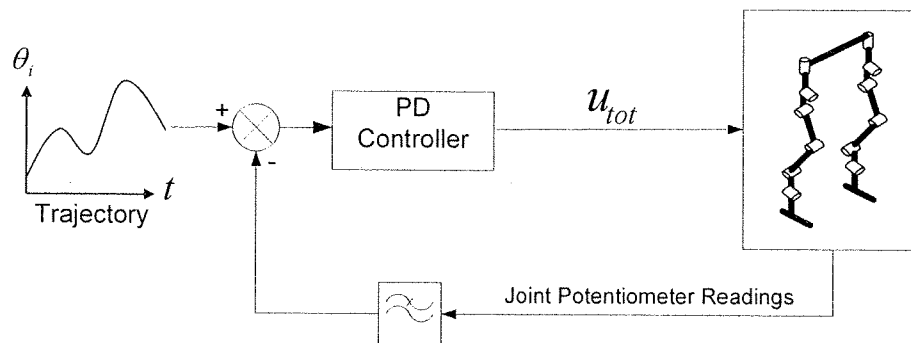 θi
+
PD
Controller
utot
-
t
Trajectory
Joint Potentiometer Readings